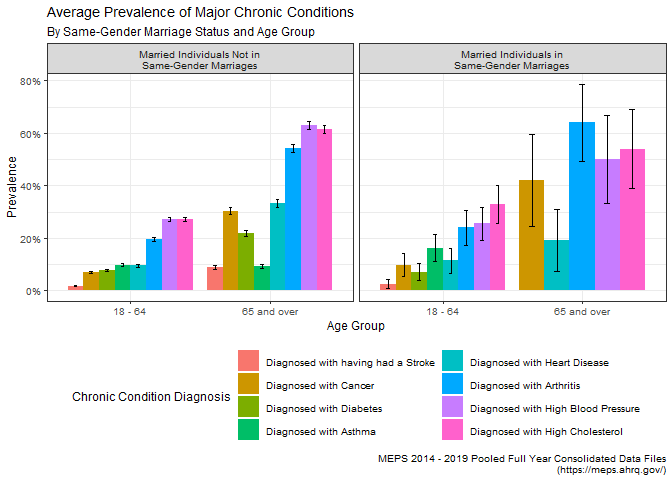 Average Prevalence of Major Chronic Conditions
By Same-Gender Marriage Status and Age Group
Married Individuals Not in
Same-Gender Marriages
Married Individuals in
Same-Gender Marriages
Prevalence
80%
60%
40%
20%
0%
18 - 64
65 and over
18 - 64
65 and over
Age Group
Chronic Condition Diagnosis
Diagnosed with having had a Stroke
Diagnosed with Cancer
Diagnosed with Diabetes
Diagnosed with Asthma
Diagnosed with Heart Disease
Diagnosed with Arthritis
Diagnosed with High Blood Pressure
Diagnosed with High Cholesterol
MEPS 2014 - 2019 Pooled Full Year Consolidated Data Files
(https://meps.ahrq.gov/)